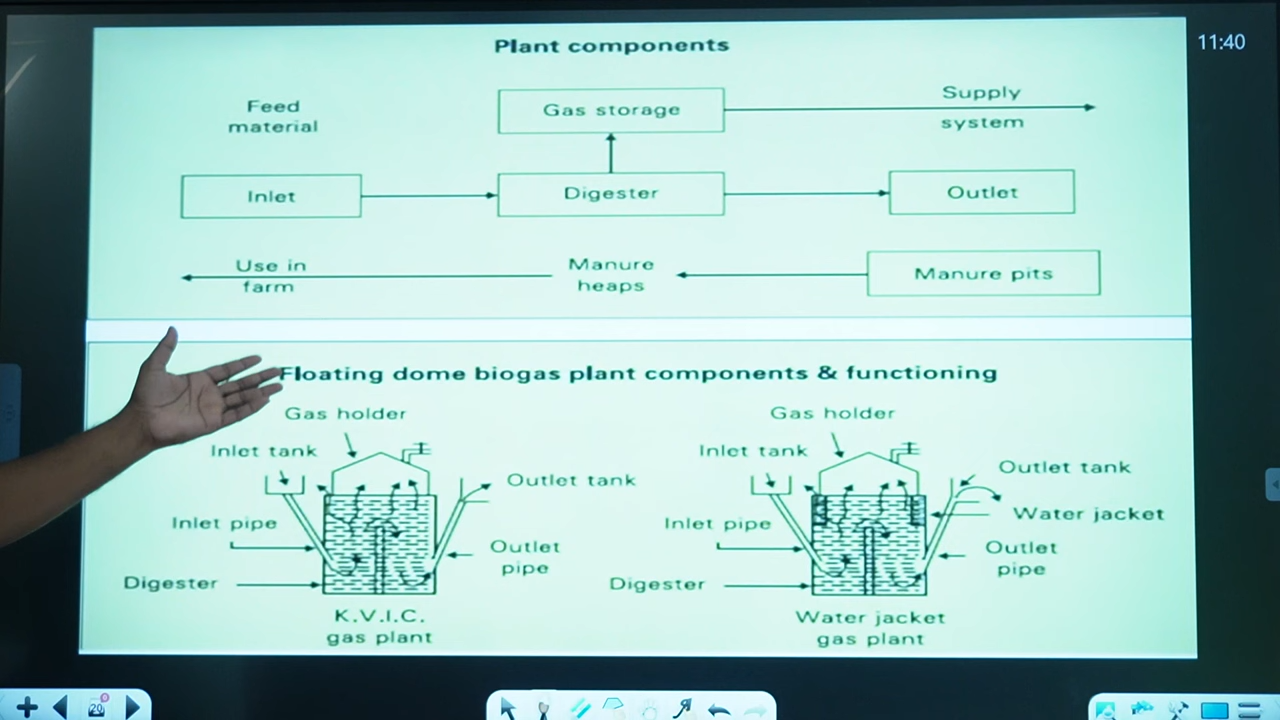 Plant components
11:40
Feed
material
Gas storage
Supply
system
Inlet
Digester
Outlet
Use in
farm
Manure
heaps
Manure pits
Floating dome biogas plant components & functioning
Gas holder
Inlet tank
Outlet tank
Inlet pipe
Outlet
pipe
Digester
K.V.I.C.
gas plant
Gas holder
Inlet tank
Outlet tank
Water jacket
Inlet pipe
Outlet
pipe
Digester
Water jacket
gas plant
20